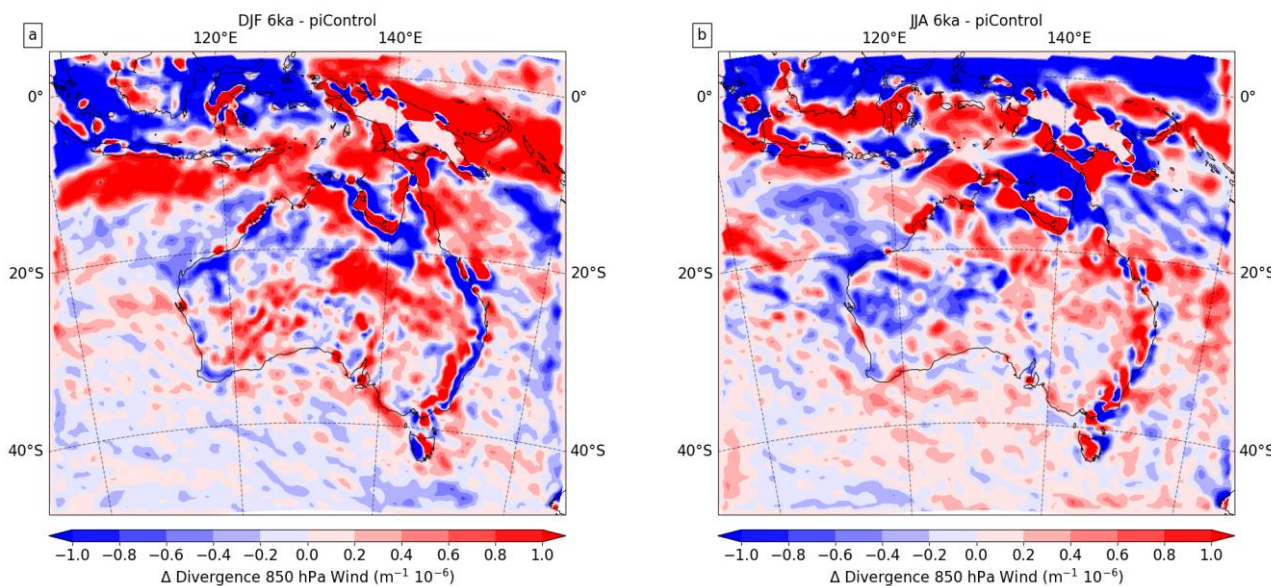 DJF 6ka - piControl
a
120°E 140°E
0° 0°
20°S 20°S
40°S 40°S
−1.0 −0.8 −0.6 −0.4 −0.2 0.0 0.2 0.4 0.6 0.8 1.0
Δ Divergence 850 hPa Wind (m⁻¹ 10⁻⁶)
JJA 6ka - piControl
b
120°E 140°E
0° 0°
20°S 20°S
40°S 40°S
−1.0 −0.8 −0.6 −0.4 −0.2 0.0 0.2 0.4 0.6 0.8 1.0
Δ Divergence 850 hPa Wind (m⁻¹ 10⁻⁶)